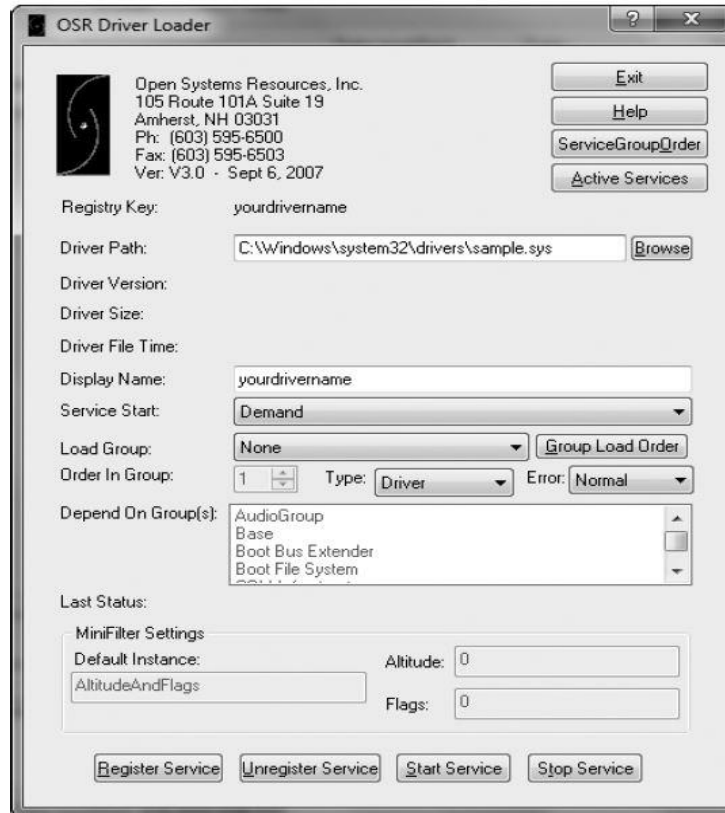 OSR Driver Loader
Open Systems Resources, Inc.
105 Route 101A Suite 19
Amherst, NH 03031
Ph: (603) 595-6500
Fax: (603) 595-6503
Ver: V3.0 - Sept 6, 2007
Exit
Help
ServiceGroupOrder
Active Services
Registry Key: yourdrivername
Driver Path: C:\Windows\system32\drivers\sample.sys Browse
Driver Version:
Driver Size:
Driver File Time:
Display Name: yourdrivername
Service Start: Demand
Load Group: None Group Load Order
Order In Group: 1 Type: Driver Error: Normal
Depend On Group(s): AudioGroup
Base
Boot Bus Extender
Boot File System
Last Status:
MiniFilter Settings
Default Instance:
AltitudeAndFlags
Altitude: 0
Flags: 0
Register Service Unregister Service Start Service Stop Service